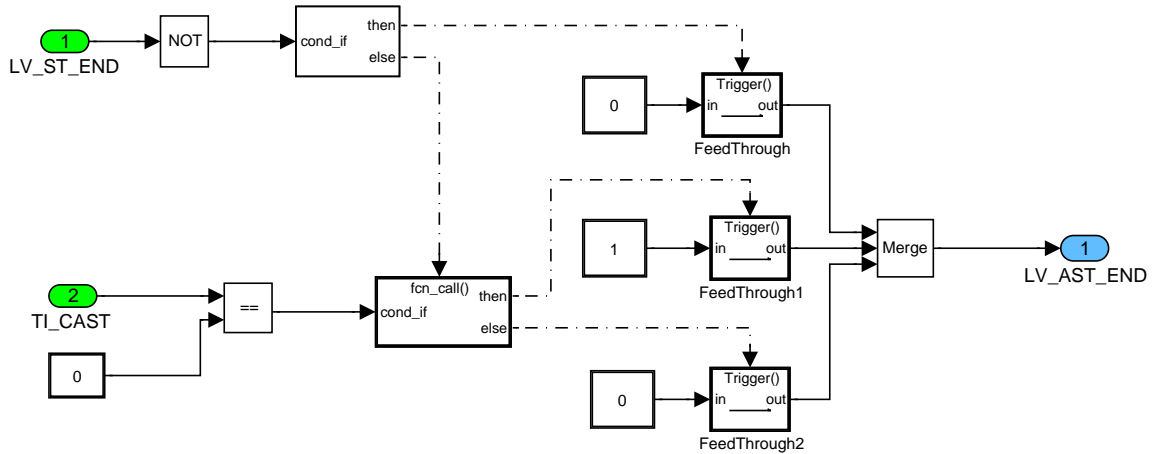 1
LV_ST_END
NOT
cond_if
then
else
0
Trigger()
in
out
FeedThrough
1
Trigger()
in
out
FeedThrough1
Merge
1
LV_AST_END
2
TI_CAST
==
0
fcn_call()
cond_if
then
else
0
Trigger()
in
out
FeedThrough2